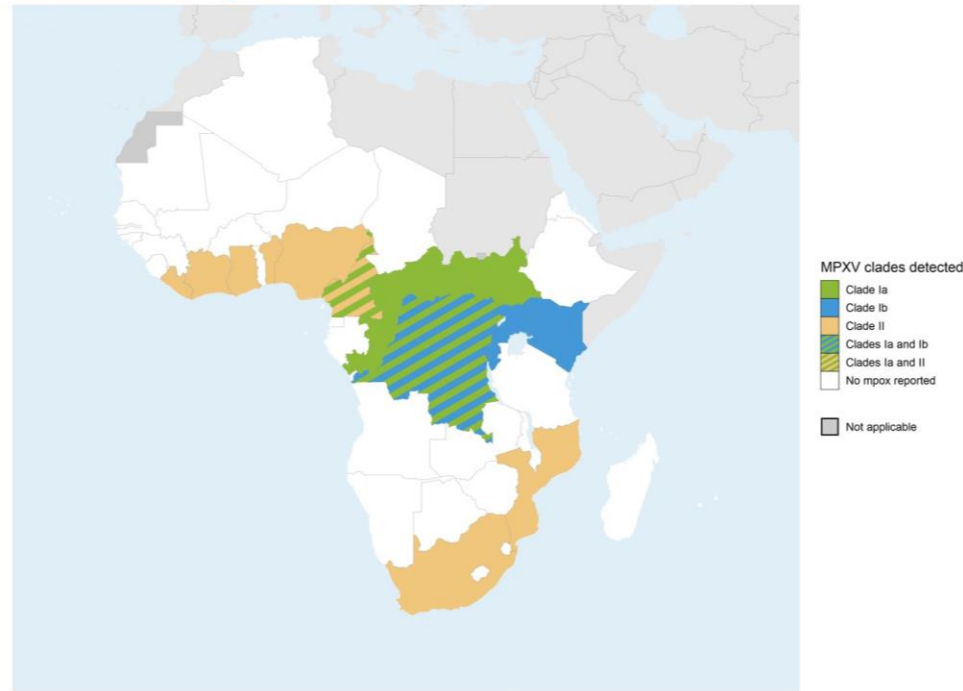 MPXV clades detected
Clade Ia
Clade Ib
Clade II
Clades Ia and Ib
Clades Ia and II
No mpox reported
Not applicable